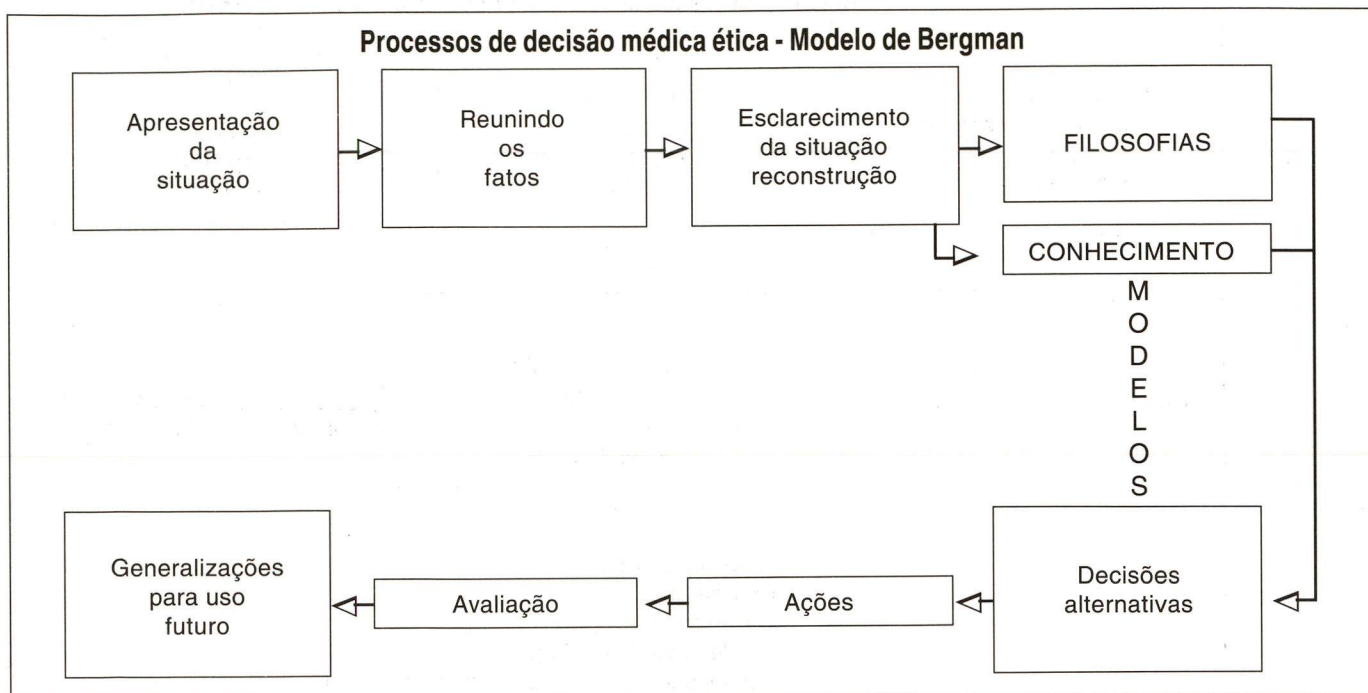 Processos de decisão médica ética - Modelo de Bergman
Apresentação
da
situação
Reunindo
os
fatos
Esclarecimento
da situação
reconstrução
FILOSOFIAS
CONHECIMENTO
M
O
D
E
L
O
S
Decisões
alternativas
Ações
Avaliação
Generalizações
para uso
futuro